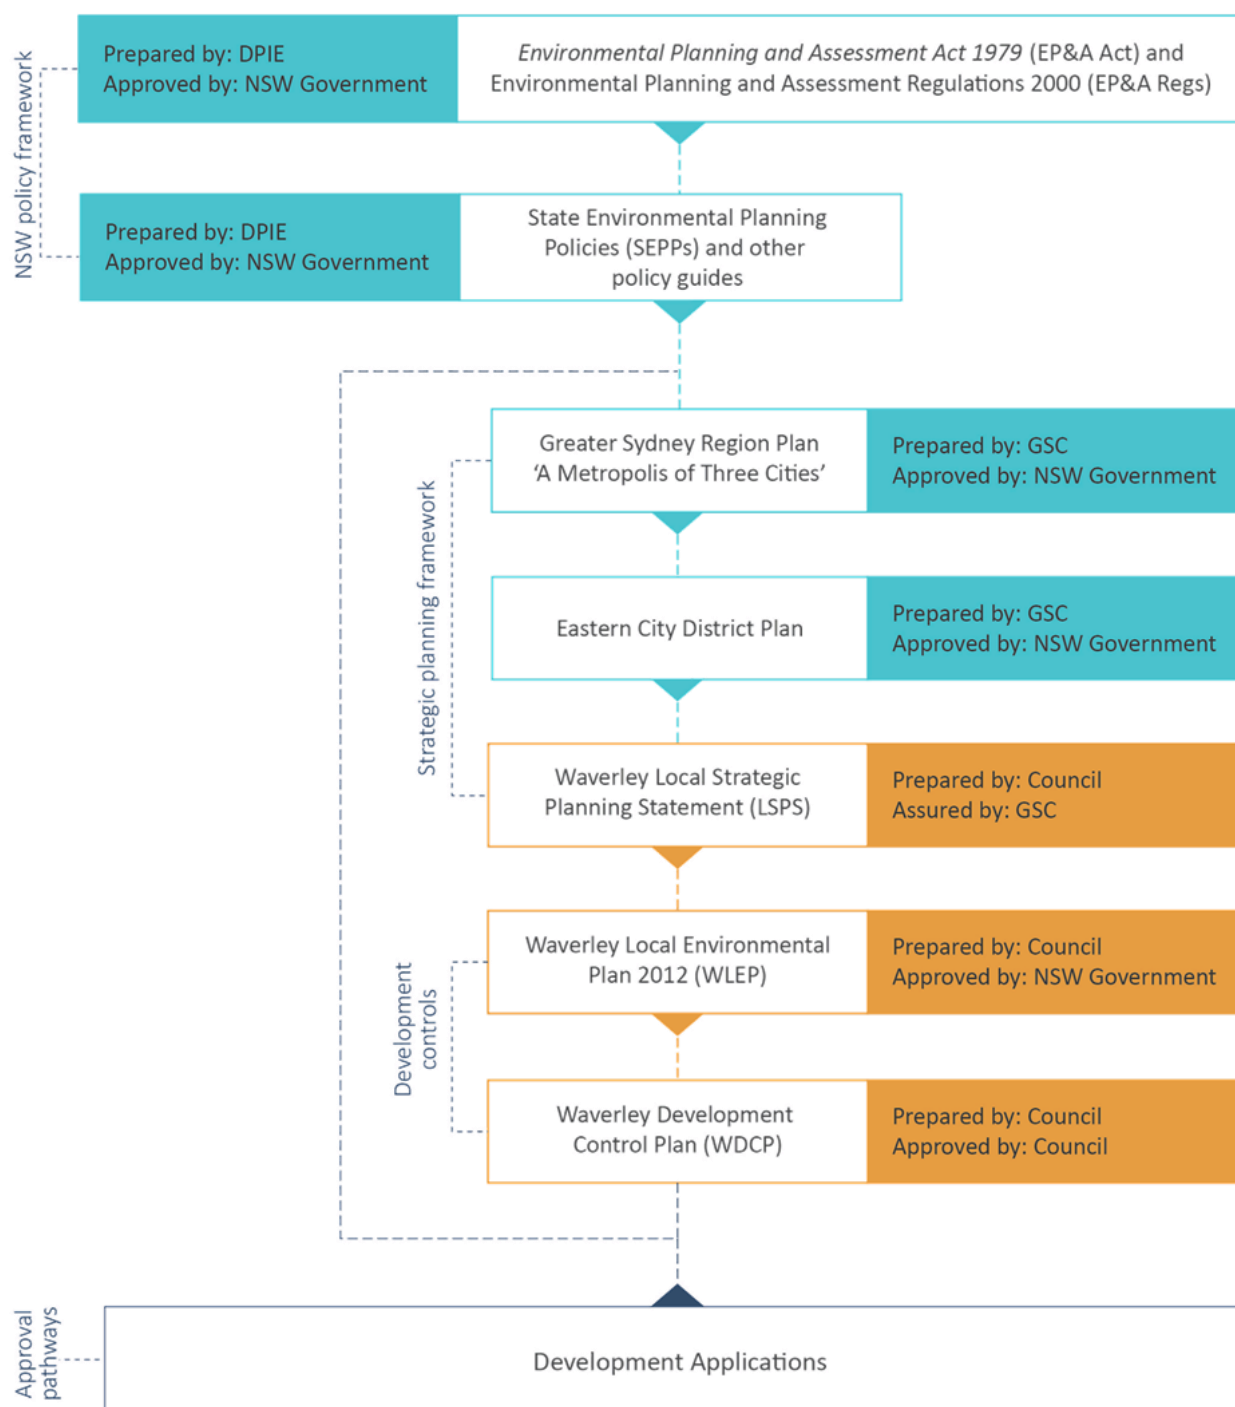 NSW policy framework
Prepared by: DPIE
Approved by: NSW Government
Environmental Planning and Assessment Act 1979 (EP&A Act) and
Environmental Planning and Assessment Regulations 2000 (EP&A Regs)
Prepared by: DPIE
Approved by: NSW Government
State Environmental Planning
Policies (SEPPs) and other
policy guides
Strategic planning framework
Greater Sydney Region Plan
‘A Metropolis of Three Cities’
Prepared by: GSC
Approved by: NSW Government
Eastern City District Plan
Prepared by: GSC
Approved by: NSW Government
Waverley Local Strategic
Planning Statement (LSPS)
Prepared by: Council
Assured by: GSC
Development
controls
Waverley Local Environmental
Plan 2012 (WLEP)
Prepared by: Council
Approved by: NSW Government
Waverley Development
Control Plan (WDCP)
Prepared by: Council
Approved by: Council
Approval
pathways
Development Applications